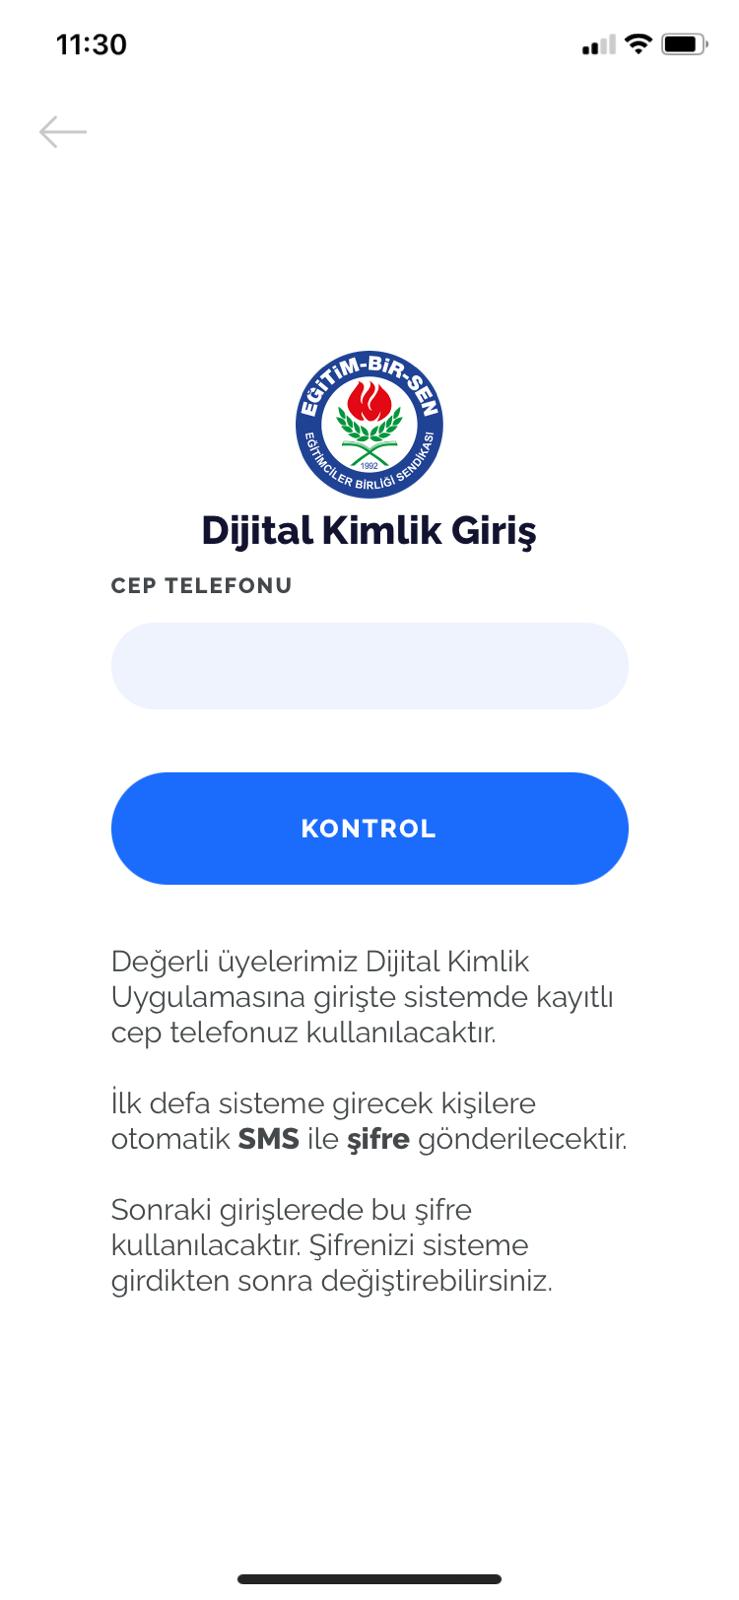 11:30
EĞİTİM-BİR-SEN
1992
EĞİTİMCİLER BİRLİĞİ SENDİKASI
Dijital Kimlik Giriş
CEP TELEFONU
KONTROL
Değerli üyelerimiz Dijital Kimlik
Uygulamasına girişte sistemde kayıtlı
cep telefonuz kullanılacaktır.
İlk defa sisteme girecek kişilere
otomatik SMS ile şifre gönderilecektir.
Sonraki girişlerede bu şifre
kullanılacaktır. Şifrenizi sisteme
girdikten sonra değiştirebilirsiniz.